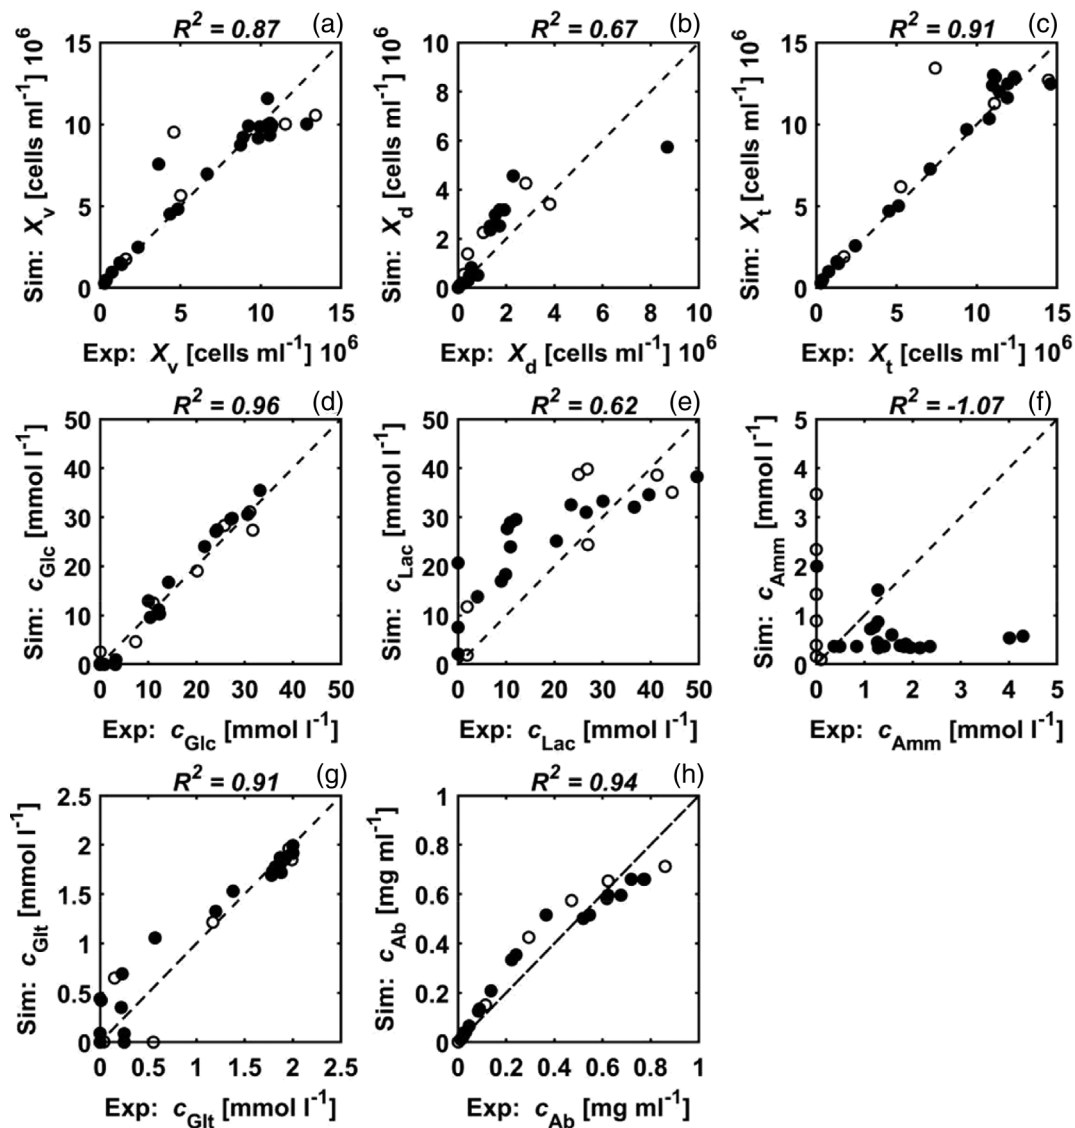 R² = 0.87 (a)
15
10
5
0
0 5 10 15
Sim: Xv [cells ml⁻¹] 10⁶
Exp: Xv [cells ml⁻¹] 10⁶
R² = 0.67 (b)
10
8
6
4
2
0
0 2 4 6 8 10
Sim: Xd [cells ml⁻¹] 10⁶
Exp: Xd [cells ml⁻¹] 10⁶
R² = 0.91 (c)
15
10
5
0
0 5 10 15
Sim: Xt [cells ml⁻¹] 10⁶
Exp: Xt [cells ml⁻¹] 10⁶
R² = 0.96 (d)
50
40
30
20
10
0
0 10 20 30 40 50
Sim: cGlc [mmol l⁻¹]
Exp: cGlc [mmol l⁻¹]
R² = 0.62 (e)
50
40
30
20
10
0
0 10 20 30 40 50
Sim: cLac [mmol l⁻¹]
Exp: cLac [mmol l⁻¹]
R² = -1.07 (f)
5
4
3
2
1
0
0 1 2 3 4 5
Sim: cAmm [mmol l⁻¹]
Exp: cAmm [mmol l⁻¹]
R² = 0.91 (g)
2.5
2
1.5
1
0.5
0
0 0.5 1 1.5 2 2.5
Sim: cGlt [mmol l⁻¹]
Exp: cGlt [mmol l⁻¹]
R² = 0.94 (h)
1
0.8
0.6
0.4
0.2
0
0 0.2 0.4 0.6 0.8 1
Sim: cAb [mg ml⁻¹]
Exp: cAb [mg ml⁻¹]